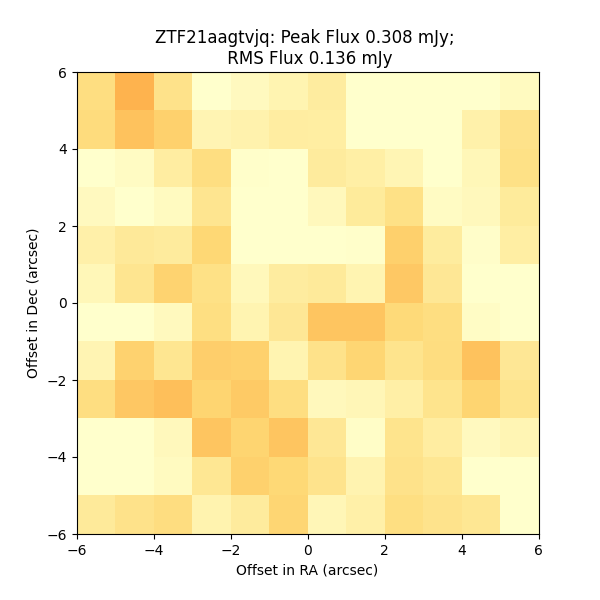 ZTF21aagtvjq: Peak Flux 0.308 mJy;
RMS Flux 0.136 mJy
6
4
2
0
−2
−4
−6
Offset in Dec (arcsec)
−6 −4 −2 0 2 4 6
Offset in RA (arcsec)